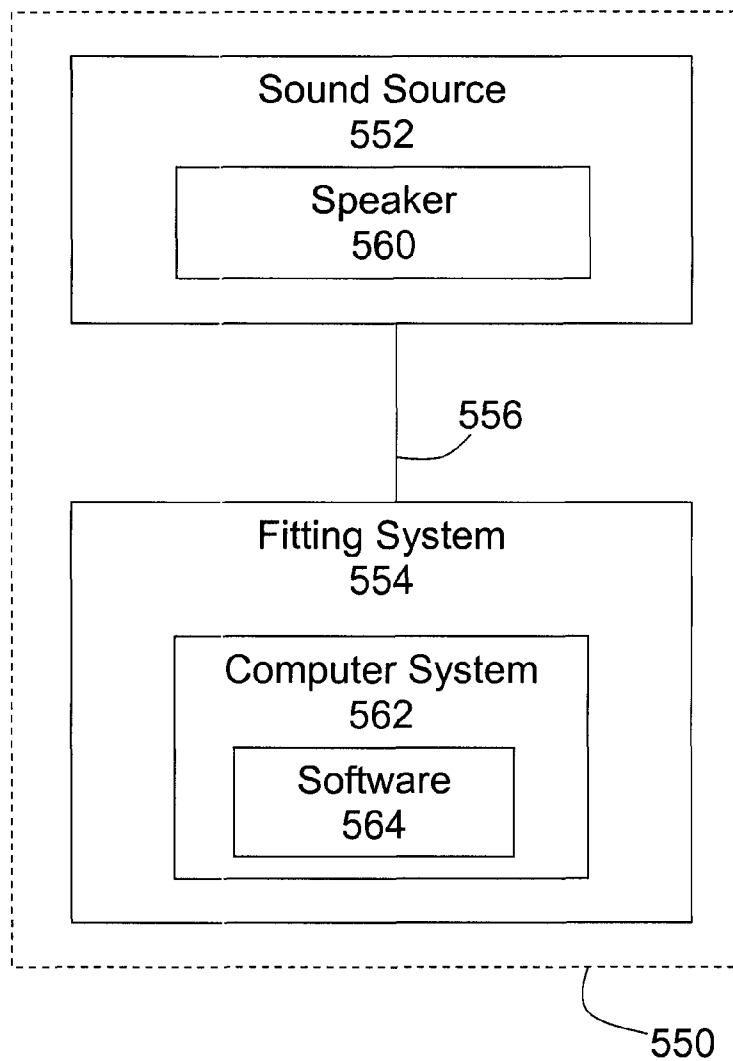 Sound Source
552
Speaker
560
556
Fitting System
554
Computer System
562
Software
564
550